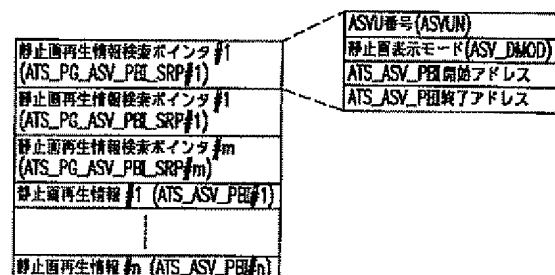 静止画再生情報検索ポインタ#1
(ATS_PG_ASV_PBI_SRP#1)
静止画再生情報検索ポインタ#1
(ATS_PG_ASV_PBI_SRP#1)
静止画再生情報検索ポインタ#m
(ATS_PG_ASV_PBI_SRP#m)
静止画再生情報#1 (ATS_ASV_PBI#1)
静止画再生情報#n (ATS_ASV_PBI#n)
ASVU番号(ASVUN)
静止画表示モード(ASV_DMOD)
ATS_ASV_PBI開始アドレス
ATS_ASV_PBI終了アドレス